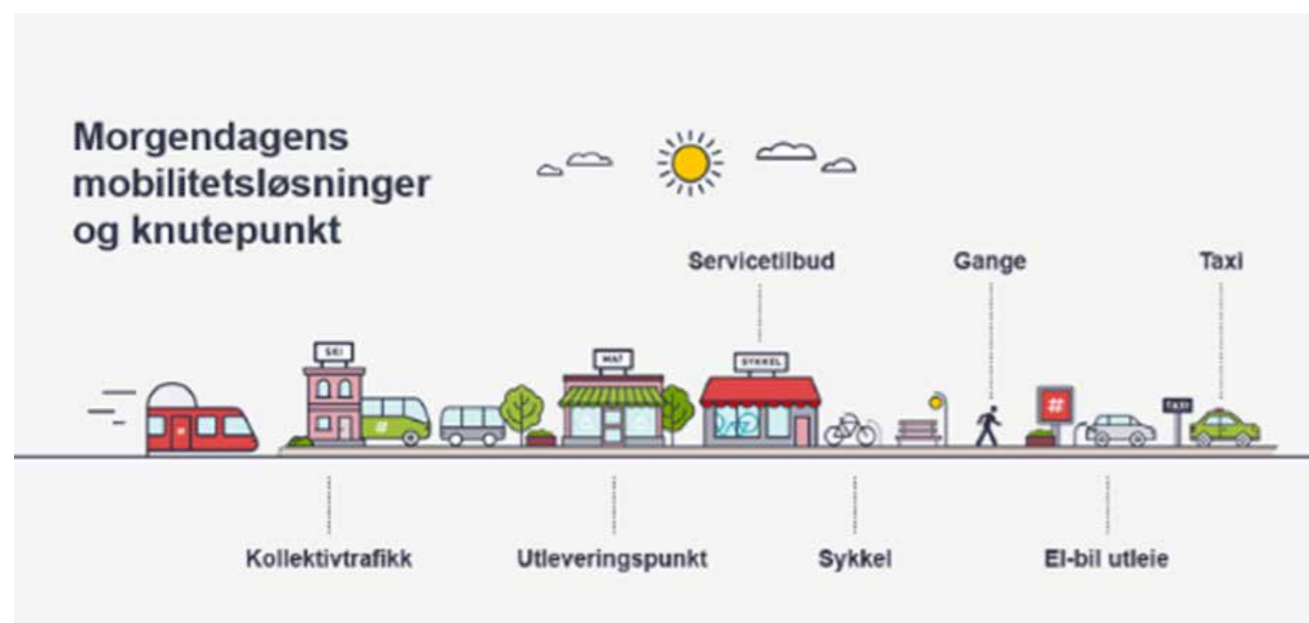 Morgendagens
mobilitetsløsninger
og knutepunkt
Servicetilbud
Gange
Taxi
SKI
MAT
SYKKEL
#
#
TAXI
Kollektivtrafikk
Utleveringspunkt
Sykkel
El-bil utleie